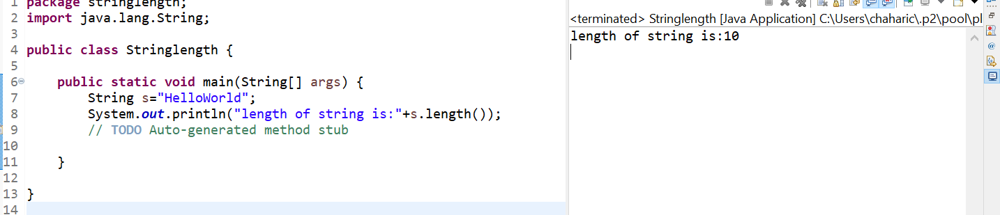 1 package stringlength;
2 import java.lang.String;
3
4 public class Stringlength {
5
6 public static void main(String[] args) {
7 String s="HelloWorld";
8 System.out.println("length of string is:"+s.length());
9 // TODO Auto-generated method stub
10
11 }
12
13 }
14
<terminated> Stringlength [Java Application] C:\Users\chaharic\.p2\pool\pl
length of string is:10